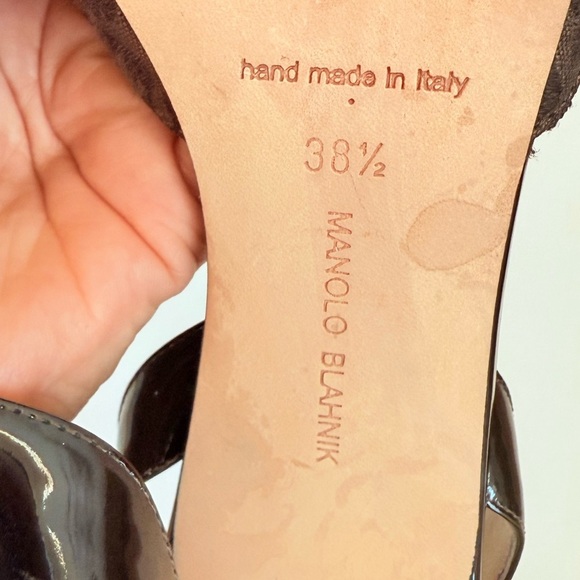 hand made in Italy
38½
MANOLO BLAHNIK